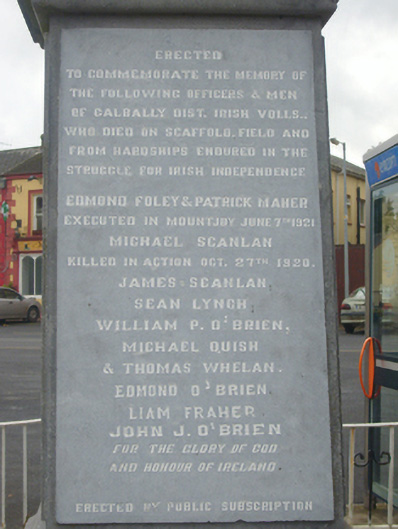 ERECTED
TO COMMEMORATE THE MEMORY OF
THE FOLLOWING OFFICERS & MEN
OF GALBALLY DIST. IRISH VOLLS..
WHO DIED ON SCAFFOLD. FIELD AND
FROM HARDSHIPS ENDURED IN THE
STRUGGLE FOR IRISH INDEPENDENCE
EDMOND FOLEY & PATRICK MAHER
EXECUTED IN MOUNTJOY JUNE 7TH 1921
MICHAEL SCANLAN
KILLED IN ACTION OCT. 27TH 1920.
JAMES SCANLAN
SEAN LYNCH
WILLIAM P. O'BRIEN,
MICHAEL QUISH
& THOMAS WHELAN.
EDMOND O'BRIEN
LIAM FRAHER
JOHN J. O'BRIEN
FOR THE GLORY OF GOD
AND HONOUR OF IRELAND.
ERECTED BY PUBLIC SUBSCRIPTION